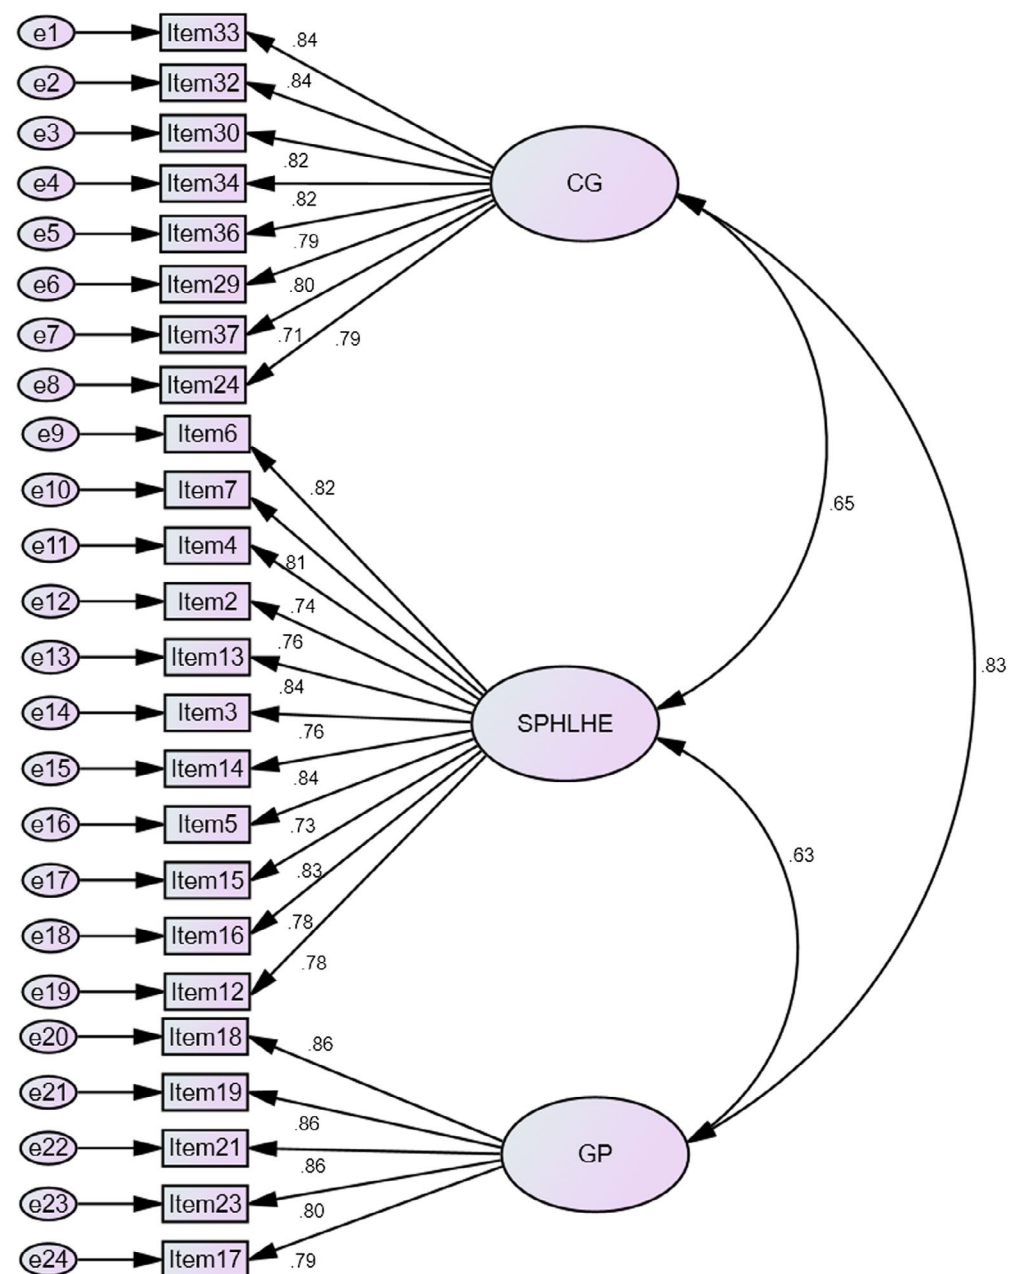 e1 Item33 .84
e2 Item32 .84
e3 Item30
.82
e4 Item34 CG
.82
e5 Item36
.79
e6 Item29 .80
e7 Item37 .71 .79
e8 Item24
e9 Item6
.82
e10 Item7
.65
e11 Item4
.81
e12 Item2 .74
.76
e13 Item13
.83
.84
e14 Item3 SPHLHE
.76
e15 Item14
.84
e16 Item5 .73
.63
.83
e17 Item15
.78
e18 Item16
.78
e19 Item12
e20 Item18 .86
e21 Item19
.86
e22 Item21 GP
.86
e23 Item23 .80
e24 Item17 .79